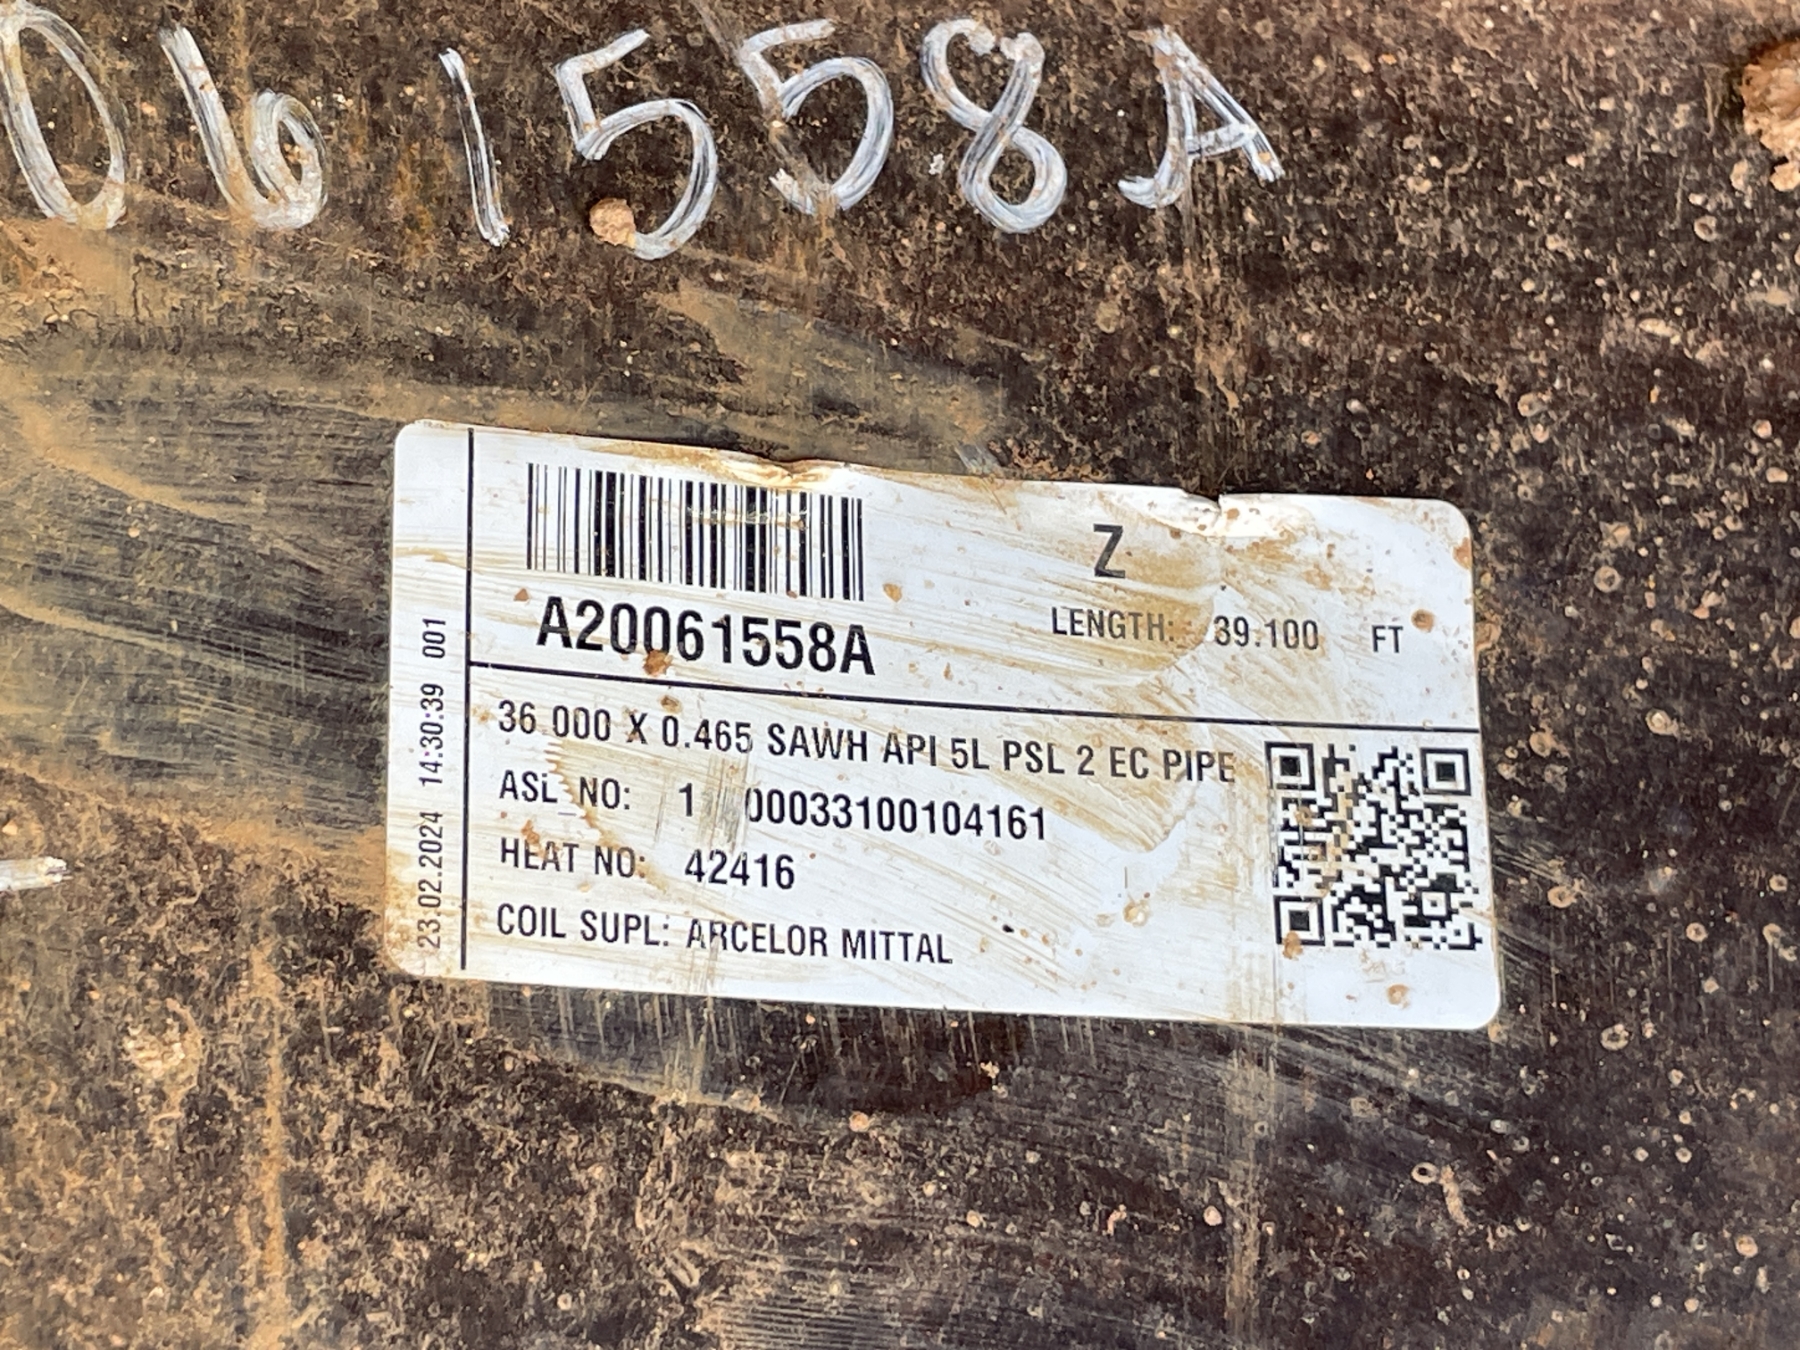 061558A
A20061558A
Z
LENGTH: 39.100 FT
36 000 X 0.465 SAWH API 5L PSL 2 EC PIPE
ASL NO: 1 00033100104161
HEAT NO: 42416
COIL SUPL: ARCELOR MITTAL
23.02.2024 14:30:39 001